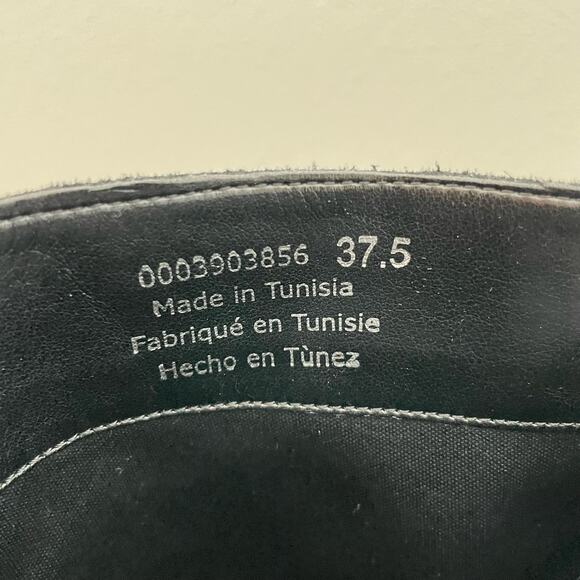 0003903856 37.5
Made in Tunisia
Fabriqué en Tunisie
Hecho en Tùnez